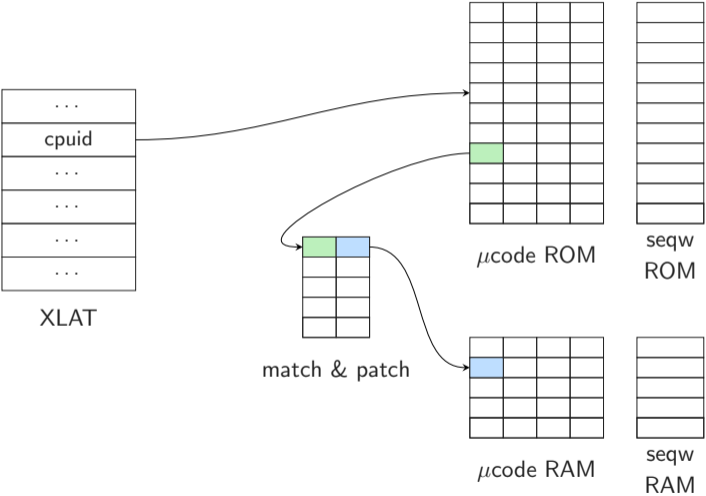 · · ·
cpuid
· · ·
· · ·
· · ·
· · ·
XLAT
match & patch
μcode ROM
seqw
ROM
μcode RAM
seqw
RAM